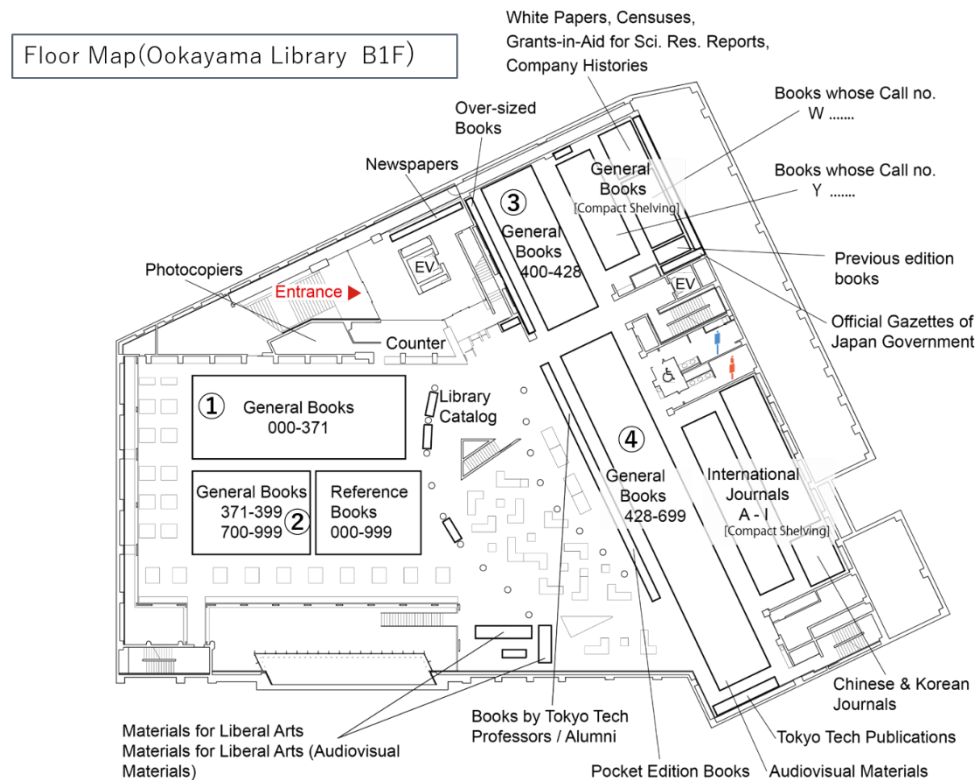 Floor Map(Ookayama Library B1F)
White Papers, Censuses,
Grants-in-Aid for Sci. Res. Reports,
Company Histories
Over-sized
Books
Newspapers
Books whose Call no.
W .......
Books whose Call no.
Y .......
③
General
Books
400-428
General
Books
[Compact Shelving]
EV
Photocopiers
Entrance
Counter
EV
Previous edition
books
Official Gazettes of
Japan Government
①
General Books
000-371
Library
Catalog
General Books
371-399
700-999
②
Reference
Books
000-999
④
General
Books
428-699
International
Journals
A - I
[Compact Shelving]
Materials for Liberal Arts
Materials for Liberal Arts (Audiovisual
Materials)
Books by Tokyo Tech
Professors / Alumni
Pocket Edition Books
Chinese & Korean
Journals
Tokyo Tech Publications
Audiovisual Materials